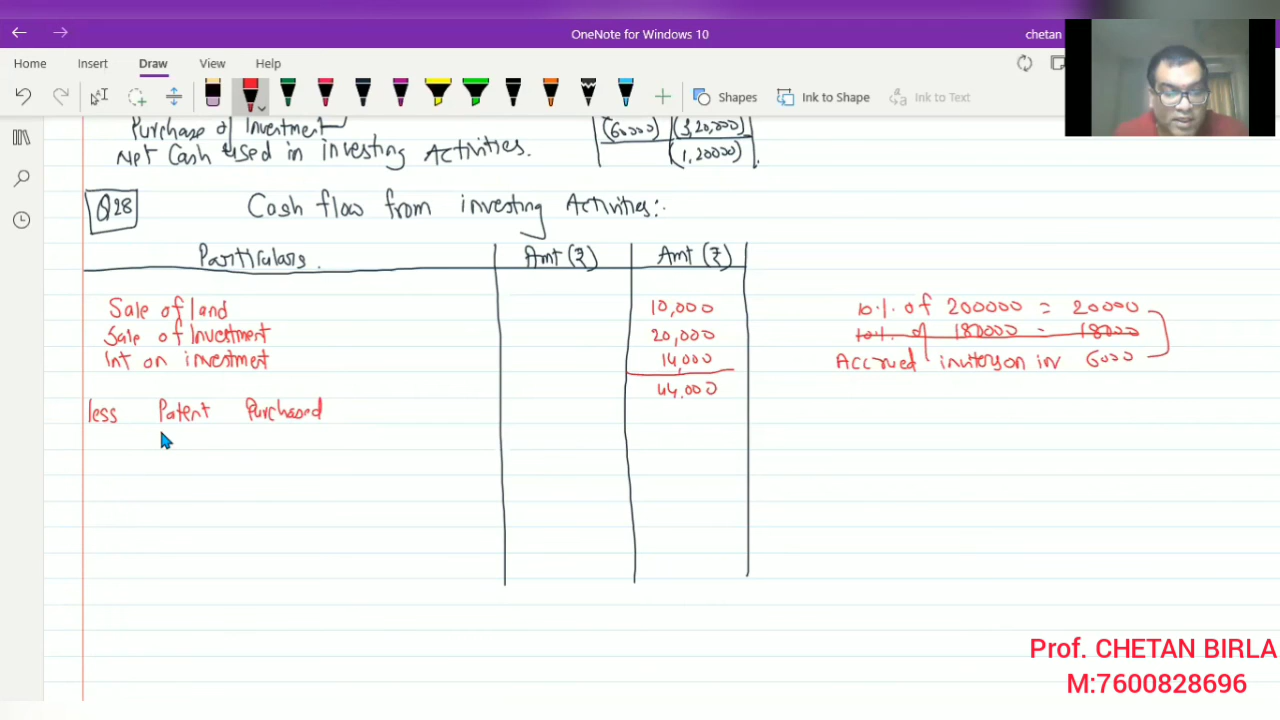 OneNote for Windows 10
chetan
Home Insert Draw View Help
Shapes Ink to Shape Ink to Text
Purchase of Investment (60000) (3,20,000)
Net Cash used in investing Activities. (1,20000)
Q28 Cash flow from investing Activities:.
Particulars. Amt (₹) Amt (₹)
Sale of land 10,000 10.1. of 200000 = 20000
Sale of Investment 20,000 10.1. of 180000 = 18000
Int on investment 14,000 Accrued on inv 6000
44,000
less Patent Purchased
Prof. CHETAN BIRLA
M:7600828696